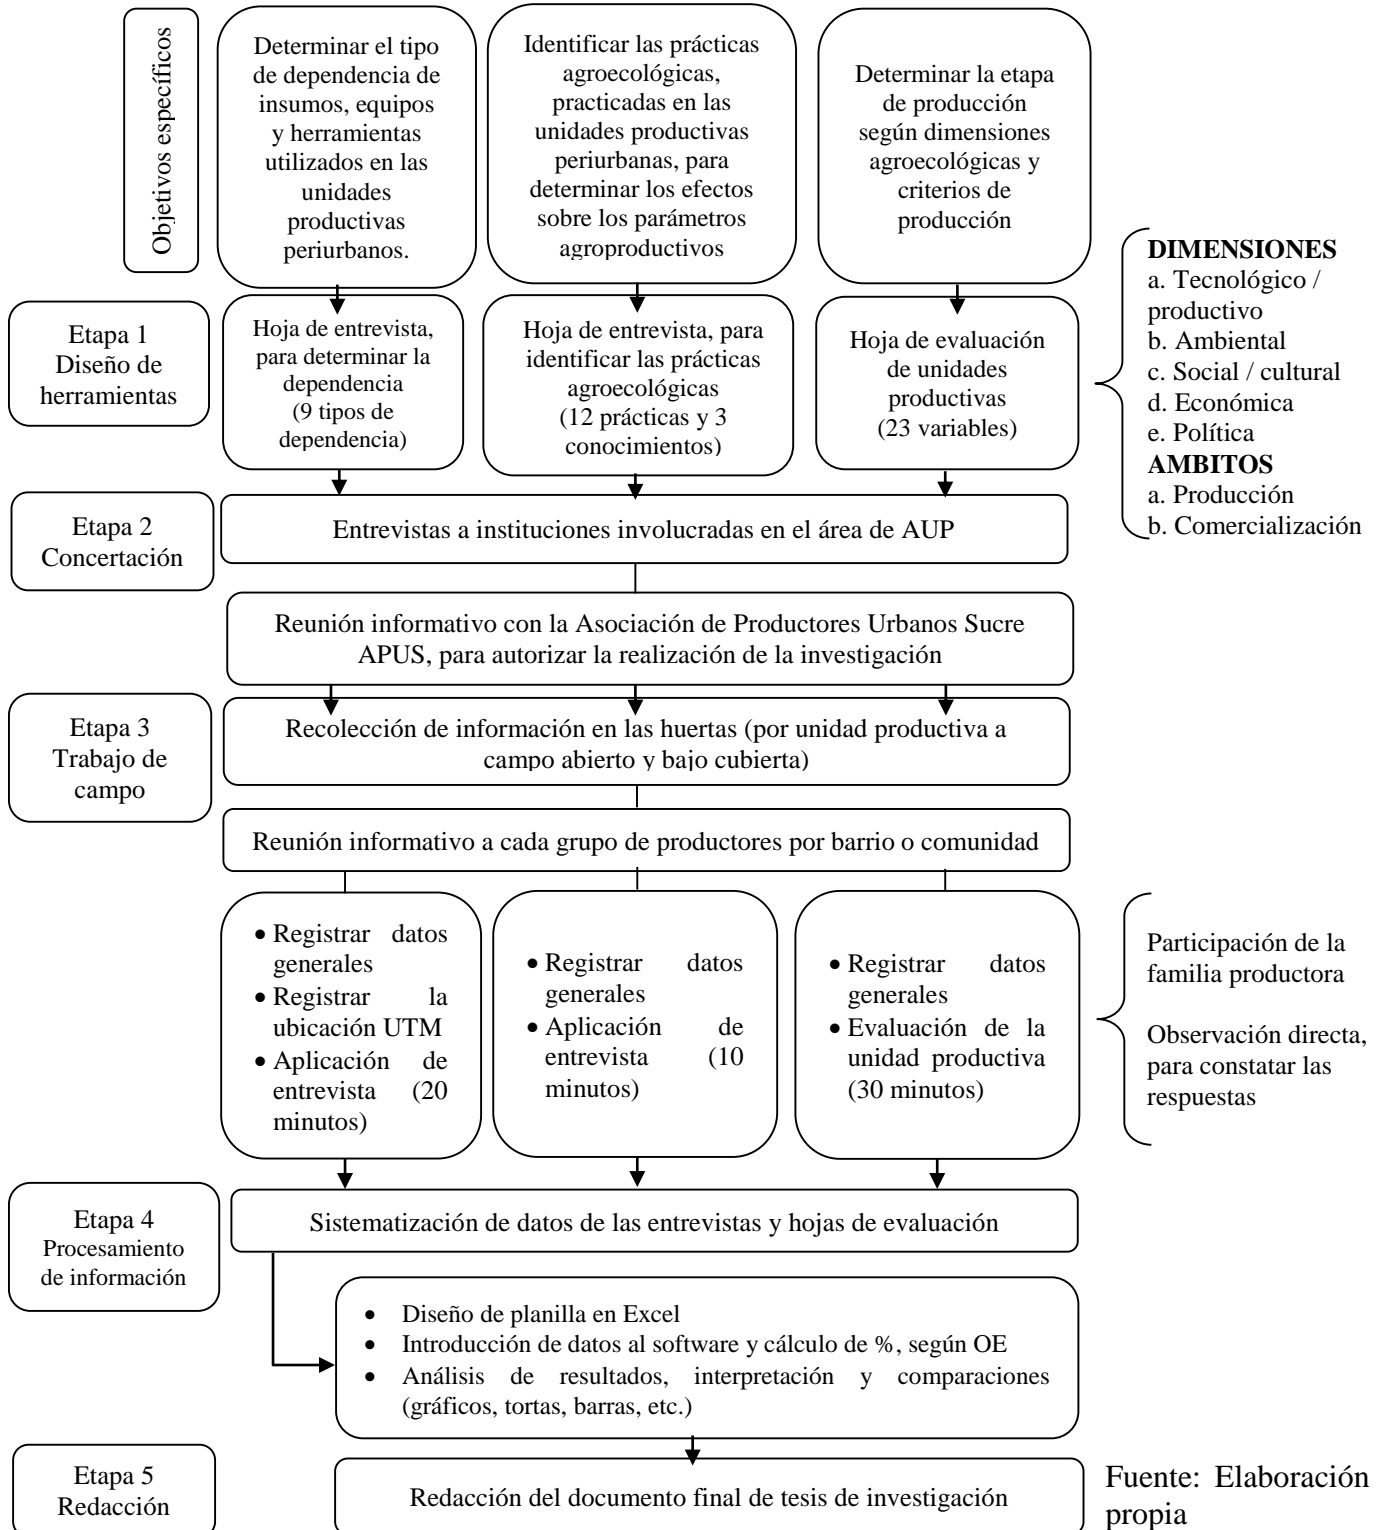 Objetivos específicos
Determinar el tipo
de dependencia de
insumos, equipos
y herramientas
utilizados en las
unidades
productivas
periurbanos.
Identificar las prácticas
agroecológicas,
practicadas en las
unidades productivas
periurbanas, para
determinar los efectos
sobre los parámetros
agroproductivos
Determinar la etapa
de producción
según dimensiones
agroecológicas y
criterios de
producción
Etapa 1
Diseño de
herramientas
Hoja de entrevista,
para determinar la
dependencia
(9 tipos de
dependencia)
Hoja de entrevista, para
identificar las prácticas
agroecológicas
(12 prácticas y 3
conocimientos)
Hoja de evaluación
de unidades
productivas
(23 variables)
DIMENSIONES
a. Tecnológico /
productivo
b. Ambiental
c. Social / cultural
d. Económica
e. Política
AMBITOS
a. Producción
b. Comercialización
Etapa 2
Concertación
Entrevistas a instituciones involucradas en el área de AUP
Reunión informativo con la Asociación de Productores Urbanos Sucre
APUS, para autorizar la realización de la investigación
Etapa 3
Trabajo de
campo
Recolección de información en las huertas (por unidad productiva a
campo abierto y bajo cubierta)
Reunión informativo a cada grupo de productores por barrio o comunidad
• Registrar datos
generales
• Registrar la
ubicación UTM
• Aplicación de
entrevista (20
minutos)
• Registrar datos
generales
• Aplicación de
entrevista (10
minutos)
• Registrar datos
generales
• Evaluación de la
unidad productiva
(30 minutos)
Participación de la
familia productora
Observación directa,
para constatar las
respuestas
Etapa 4
Procesamiento
de información
Sistematización de datos de las entrevistas y hojas de evaluación
• Diseño de planilla en Excel
• Introducción de datos al software y cálculo de %, según OE
• Análisis de resultados, interpretación y comparaciones
(gráficos, tortas, barras, etc.)
Etapa 5
Redacción
Redacción del documento final de tesis de investigación
Fuente: Elaboración
propia